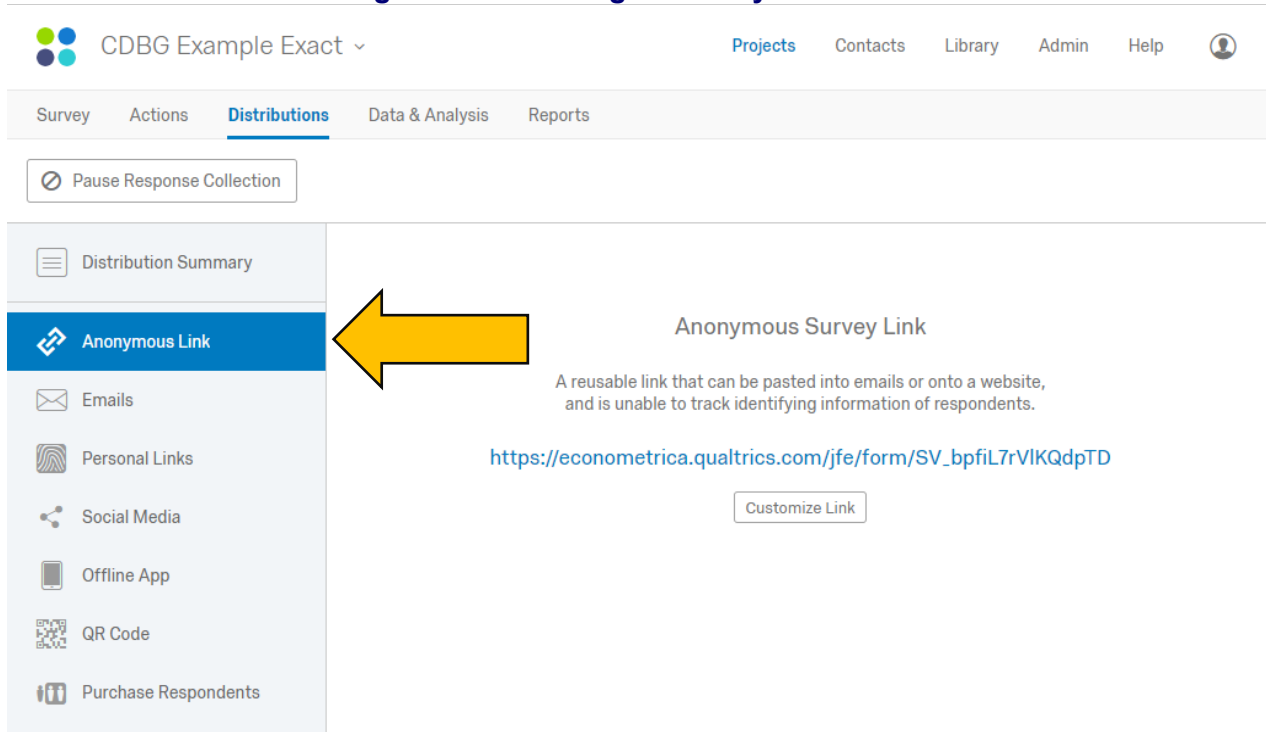 CDBG Example Exact
Projects Contacts Library Admin Help
Survey Actions Distributions Data & Analysis Reports
Pause Response Collection
Distribution Summary
Anonymous Link
Emails
Personal Links
Social Media
Offline App
QR Code
Purchase Respondents
Anonymous Survey Link
A reusable link that can be pasted into emails or onto a website,
and is unable to track identifying information of respondents.
https://econometrica.qualtrics.com/jfe/form/SV_bpfiL7rVlKQdpTD
Customize Link